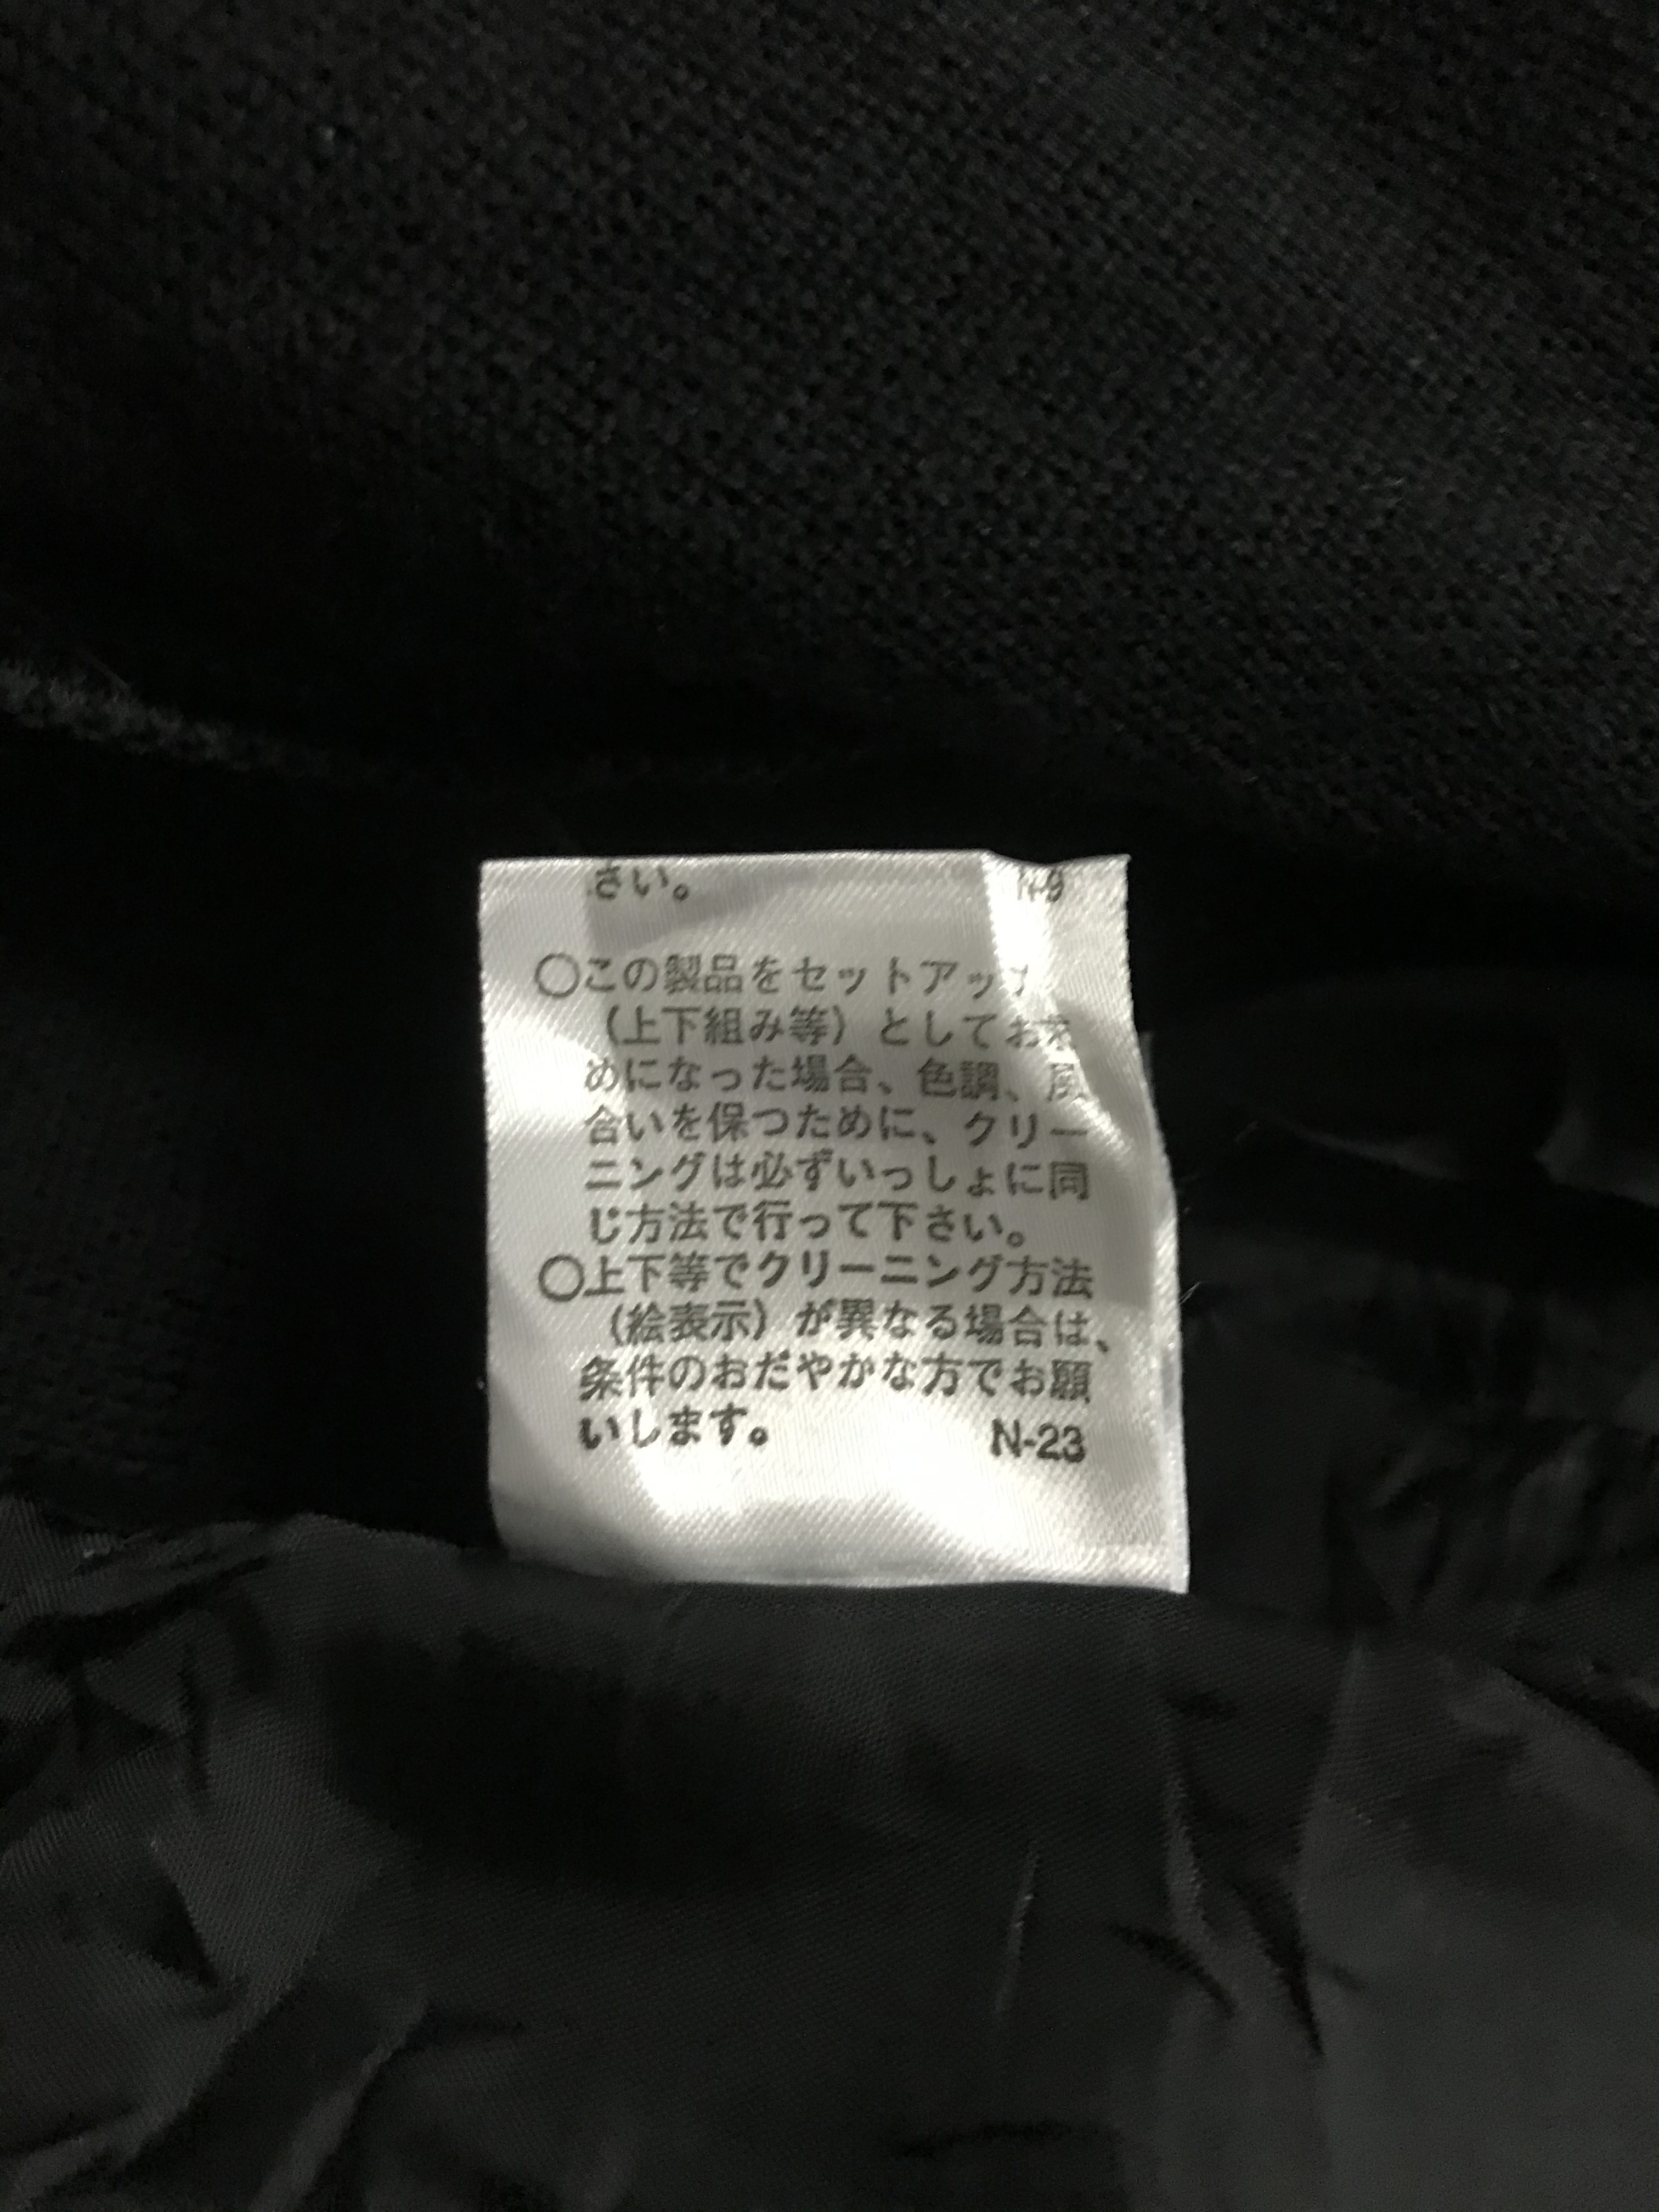 さい。 N-9
○この製品をセットアップ
（上下組み等）としてお求
めになった場合、色調、風
合いを保つために、クリー
ニングは必ずいっしょに同
じ方法で行って下さい。
○上下等でクリーニング方法
（絵表示）が異なる場合は、
条件のおだやかな方でお願
いします。 N-23